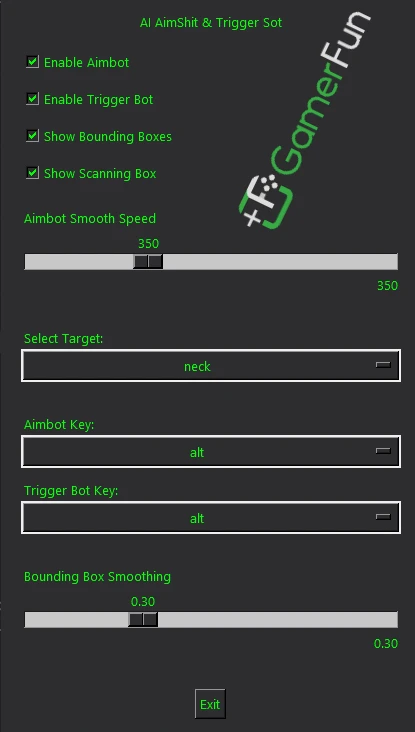 AI AimShit & Trigger Sot
+F: GamerFun
Enable Aimbot
Enable Trigger Bot
Show Bounding Boxes
Show Scanning Box
Aimbot Smooth Speed
350
350
Select Target:
neck
Aimbot Key:
alt
Trigger Bot Key:
alt
Bounding Box Smoothing
0.30
0.30
Exit